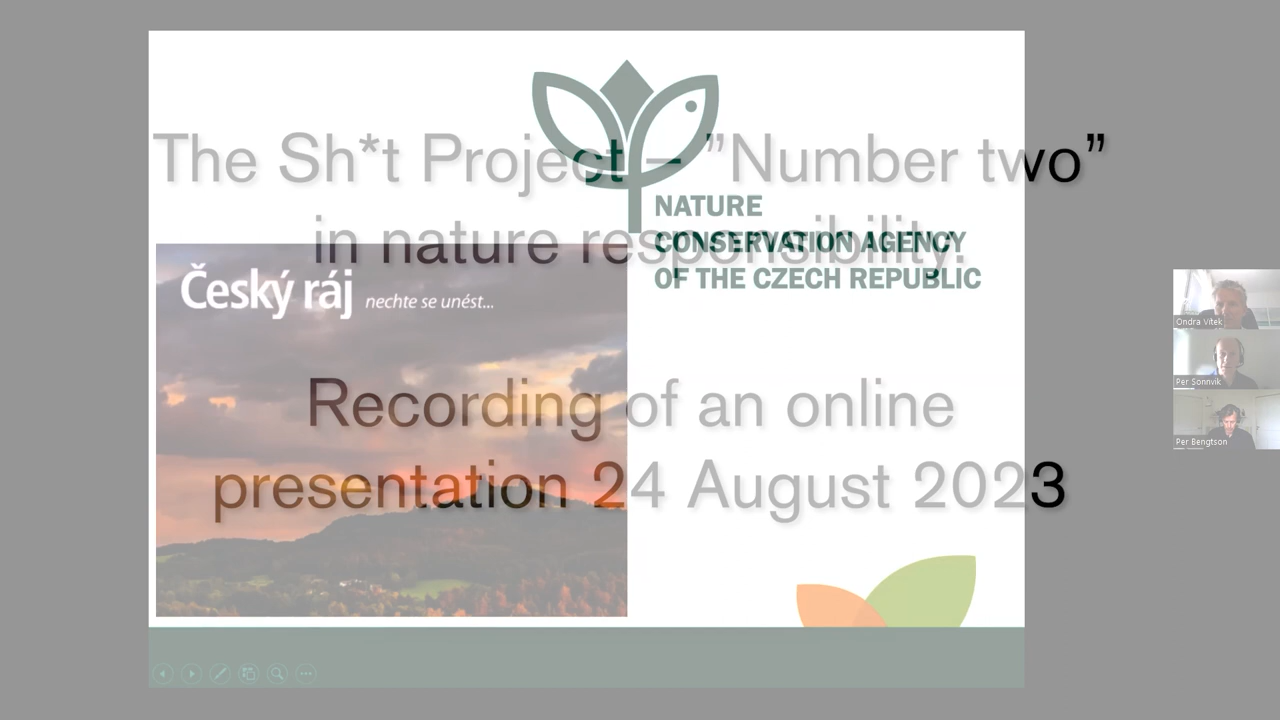 The Sh*t Project – ”Number two”
in nature responsibility.
NATURE
CONSERVATION AGENCY
OF THE CZECH REPUBLIC
Český ráj nechte se unést...
Recording of an online
presentation 24 August 2023
Ondra Vitek
Per Sonnvik
Per Bengtson